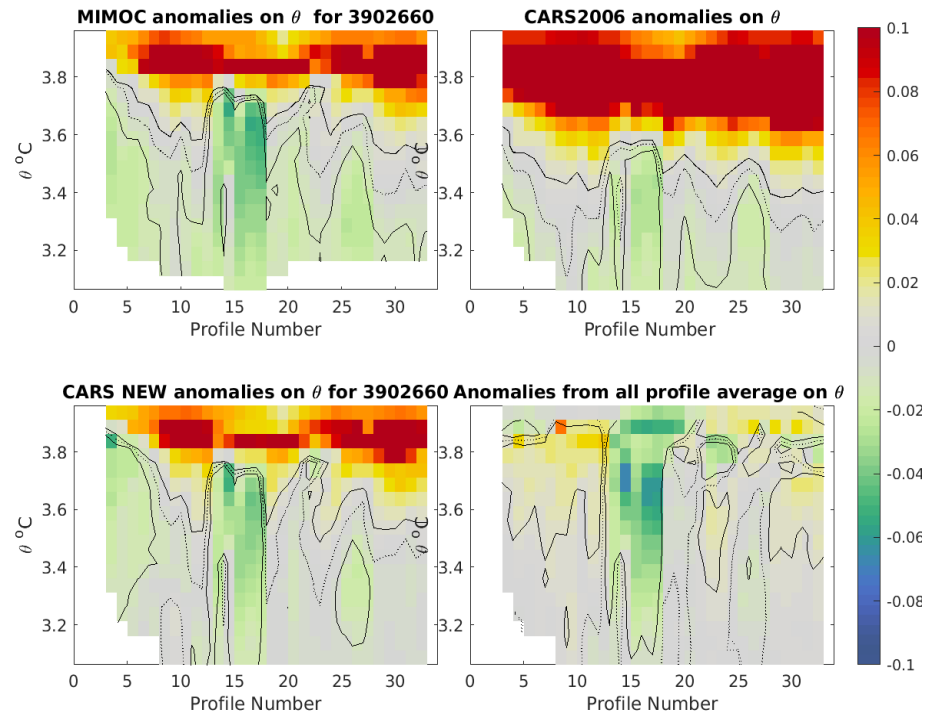 MIMOC anomalies on θ for 3902660
CARS2006 anomalies on θ
θ °C
3.8
3.6
3.4
3.2
0 5 10 15 20 25 30
Profile Number
θ °C
3.8
3.6
3.4
3.2
0 5 10 15 20 25 30
Profile Number
CARS NEW anomalies on θ for 3902660
Anomalies from all profile average on θ
θ °C
3.8
3.6
3.4
3.2
0 5 10 15 20 25 30
Profile Number
θ °C
3.8
3.6
3.4
3.2
0 5 10 15 20 25 30
Profile Number
0.1
0.08
0.06
0.04
0.02
0
-0.02
-0.04
-0.06
-0.08
-0.1